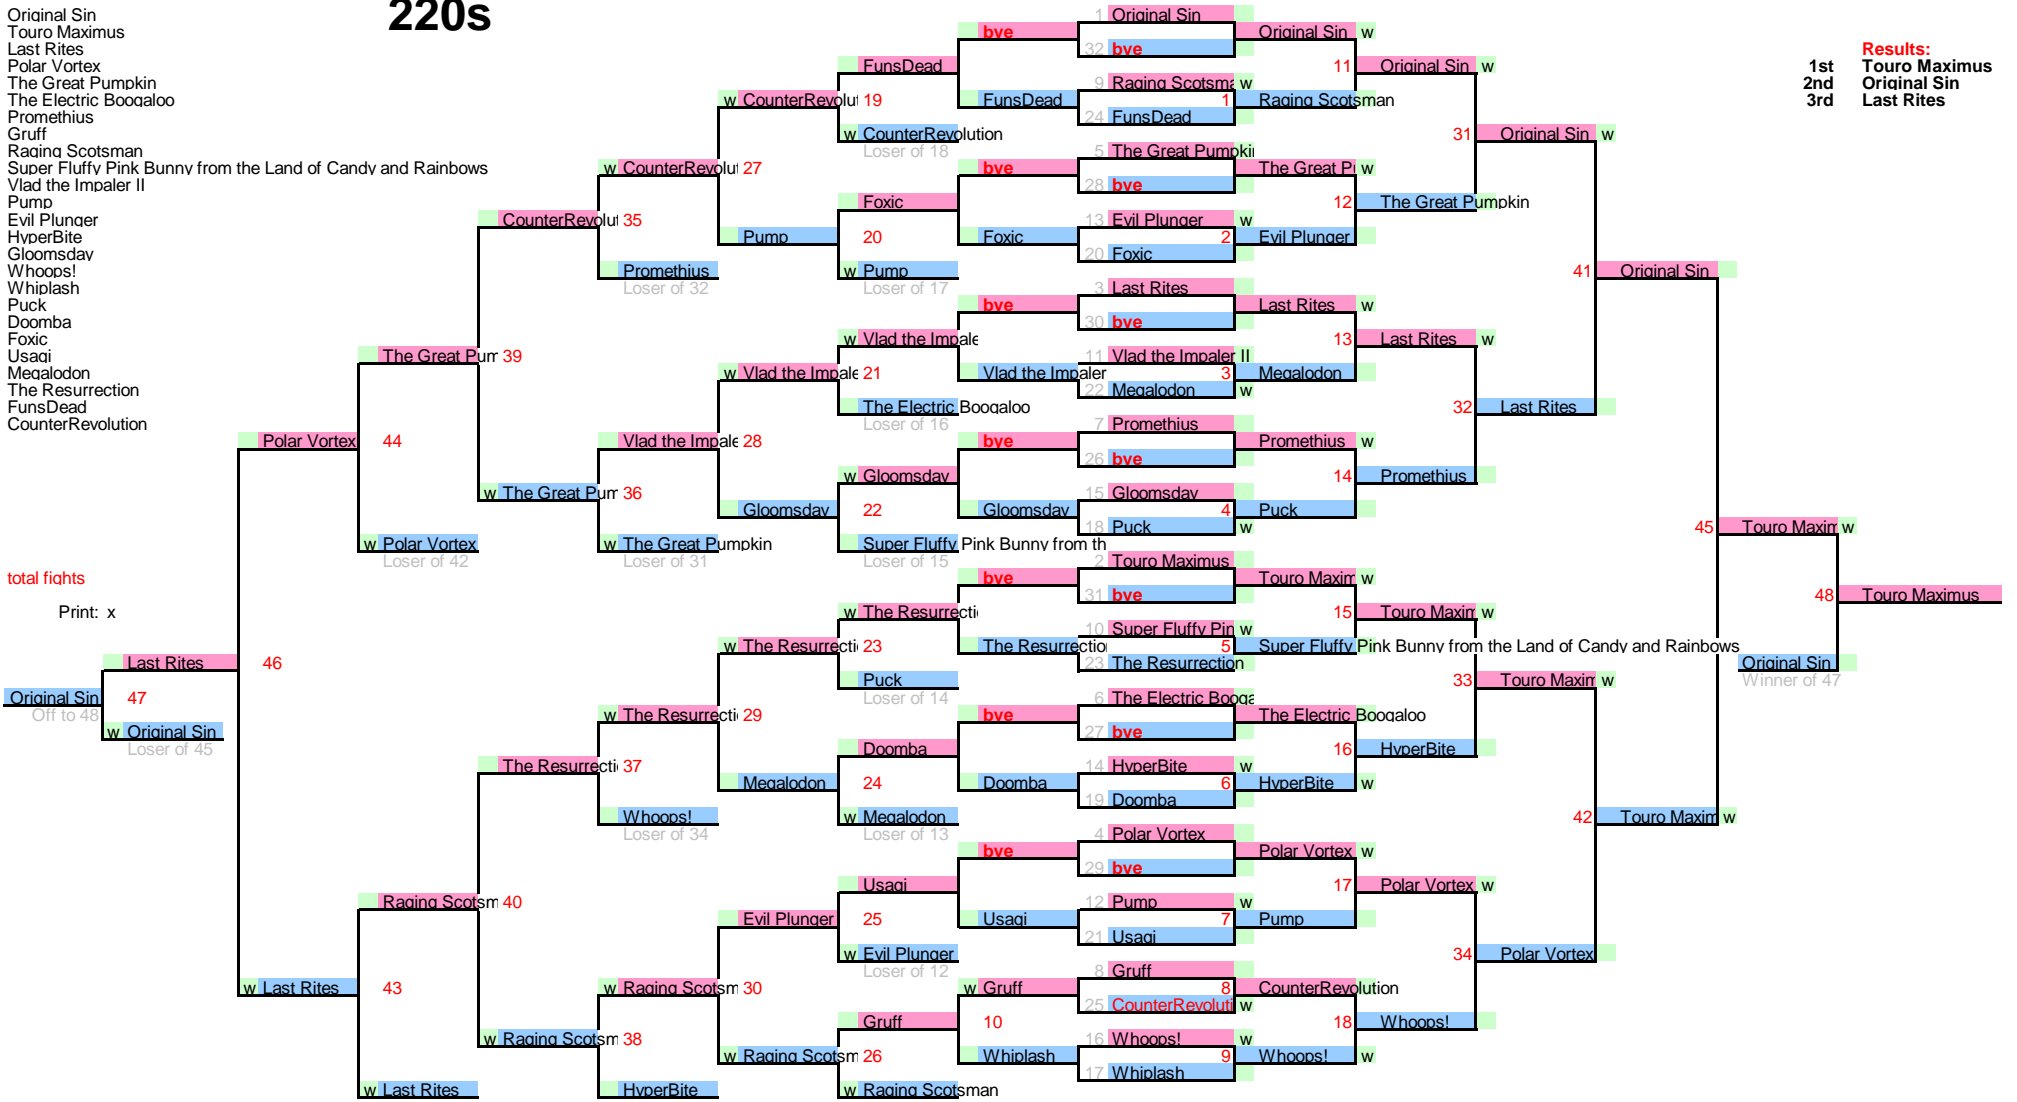 220s
Original Sin
Touro Maximus
Last Rites
Polar Vortex
The Great Pumpkin
The Electric Boogaloo
Promethius
Gruff
Raging Scotsman
Super Fluffy Pink Bunny from the Land of Candy and Rainbows
Vlad the Impaler II
Pump
Evil Plunger
HyperBite
Gloomsday
Whoops!
Whiplash
Puck
Doomba
Foxic
Usagi
Megalodon
The Resurrection
FunsDead
CounterRevolution
total fights
Print: x
Original Sin
Off to 48
Last Rites
47
w Original Sin
Loser of 45
Polar Vortex
46
w Last Rites
The Great Pum
44
w Polar Vortex
Loser of 42
Raging Scotsm
43
w Last Rites
CounterRevolut
39
w The Great Pum
The Resurrecti
40
w Raging Scotsm
w CounterRevolut
35
Promethius
Loser of 32
Vlad the Impale
36
w The Great Pumpkin
Loser of 31
w The Resurrecti
37
Whoops!
Loser of 34
w Raging Scotsm
38
HyperBite
w CounterRevolut
27
Pump
w Vlad the Impale
28
Gloomsday
w The Resurrecti
29
Megalodon
Evil Plunger
30
w Raging Scotsm
FunsDead
19
w CounterRevolution
Loser of 18
Foxic
20
w Pump
Loser of 17
w Vlad the Impale
21
The Electric Boogaloo
Loser of 16
w Gloomsday
22
Super Fluffy Pink Bunny from th
Loser of 15
w The Resurrecti
23
Puck
Loser of 14
Doomba
24
w Megalodon
Loser of 13
Usagi
25
w Evil Plunger
Loser of 12
Gruff
26
w Raging Scotsman
bye
FunsDead
bye
Foxic
bye
Vlad the Impaler
bye
Gloomsday
bye
The Resurrection
bye
Doomba
bye
Usagi
w Gruff
10
Whiplash
1 Original Sin
32 bye
9 Raging Scotsma w
1
24 FunsDead
5 The Great Pumpkin
28 bye
13 Evil Plunger w
2
20 Foxic
3 Last Rites
30 bye
11 Vlad the Impaler II
3
22 Megalodon w
7 Promethius
26 bye
15 Gloomsday
4
18 Puck w
2 Touro Maximus
31 bye
10 Super Fluffy Pin w
5
23 The Resurrection
6 The Electric Booga
27 bye
14 HyperBite w
6
19 Doomba
4 Polar Vortex
29 bye
12 Pump w
7
21 Usagi
8 Gruff
8
25 CounterRevoluti w
16 Whoops! w
9
17 Whiplash
Original Sin w
11
Raging Scotsman
The Great P w
12
Evil Plunger
Last Rites w
13
Megalodon
Promethius w
14
Puck
Touro Maxim w
15
Super Fluffy Pink Bunny from the Land of Candy and Rainbows
The Electric Boogaloo
16
HyperBite w
Polar Vortex w
17
Pump
CounterRevolution
18
Whoops! w
Original Sin w
31
The Great Pumpkin
Last Rites w
32
Promethius
Touro Maxim w
33
HyperBite
Polar Vortex w
34
Whoops!
Original Sin w
41
Last Rites
Touro Maxim w
42
Polar Vortex
Original Sin
45
Touro Maxim w
Touro Maxim w
48
Original Sin
Winner of 47
Touro Maximus
Results:
1st Touro Maximus
2nd Original Sin
3rd Last Rites